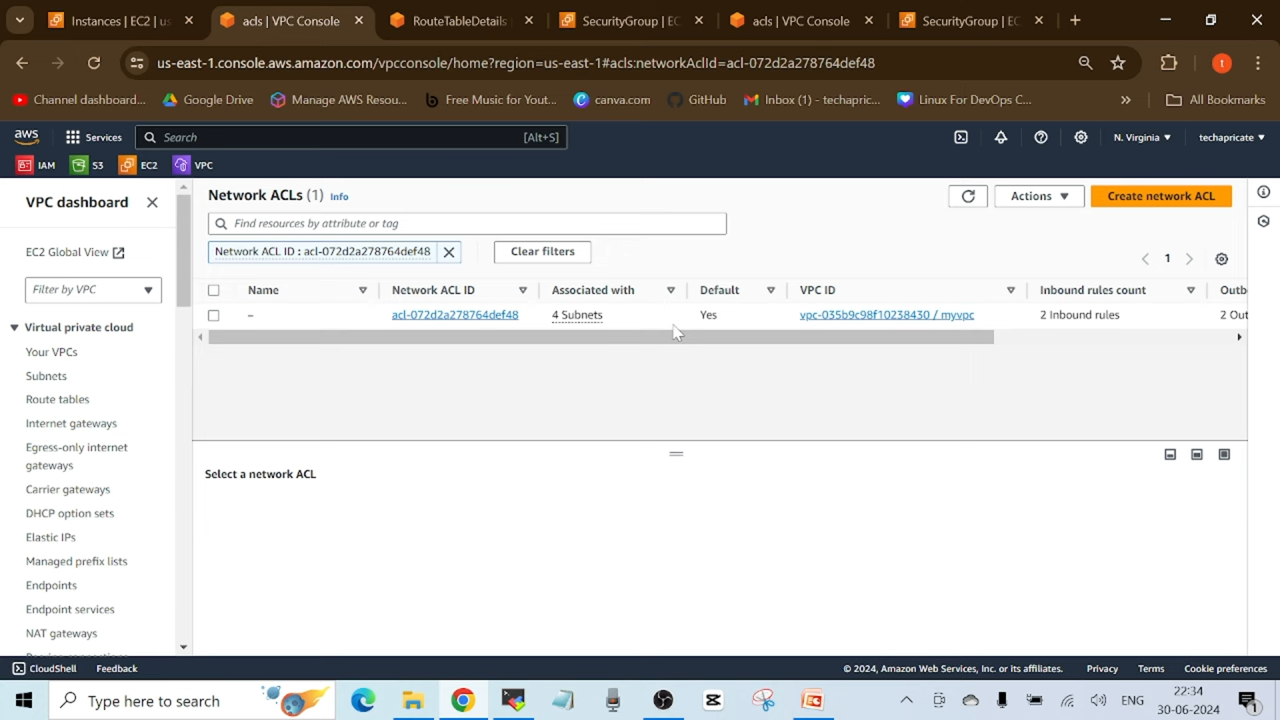 Instances | EC2 | us
acls | VPC Console
RouteTableDetails
SecurityGroup | EC
acls | VPC Console
SecurityGroup | EC
us-east-1.console.aws.amazon.com/vpcconsole/home?region=us-east-1#acls:networkAclId=acl-072d2a278764def48
t
Channel dashboard...
Google Drive
Manage AWS Resou...
Free Music for Yout...
canva.com
GitHub
Inbox (1) - techapric...
Linux For DevOps C...
All Bookmarks
aws
Services
Search
[Alt+S]
N. Virginia
techapricate
IAM
S3
EC2
VPC
VPC dashboard
EC2 Global View
Filter by VPC
Virtual private cloud
Your VPCs
Subnets
Route tables
Internet gateways
Egress-only internet
gateways
Carrier gateways
DHCP option sets
Elastic IPs
Managed prefix lists
Endpoints
Endpoint services
NAT gateways
Network ACLs (1) Info
Actions
Create network ACL
Find resources by attribute or tag
Network ACL ID : acl-072d2a278764def48
Clear filters
1
Name
Network ACL ID
Associated with
Default
VPC ID
Inbound rules count
Outb
–
acl-072d2a278764def48
4 Subnets
Yes
vpc-035b9c98f10238430 / myvpc
2 Inbound rules
2 Out
Select a network ACL
CloudShell
Feedback
© 2024, Amazon Web Services, Inc. or its affiliates.
Privacy
Terms
Cookie preferences
Type here to search
ENG
22:34
30-06-2024
1